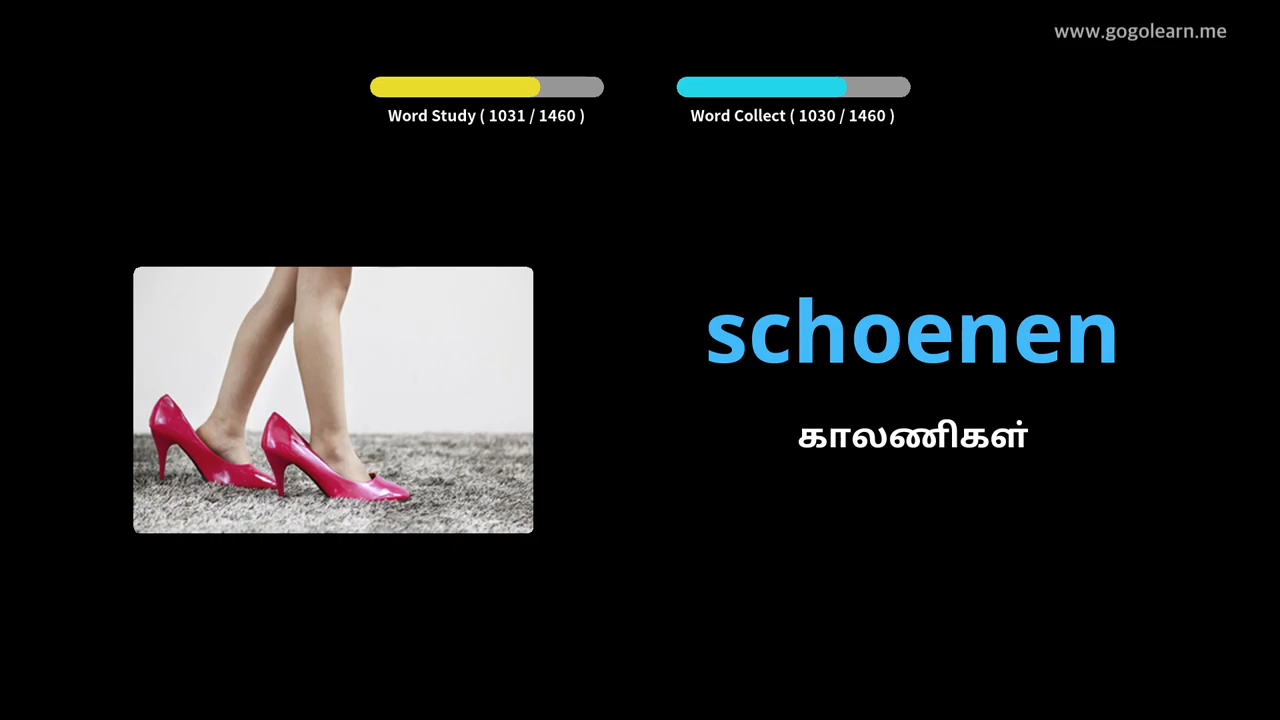 www.gogolearn.me
Word Study ( 1031 / 1460 )
Word Collect ( 1030 / 1460 )
schoenen
காலணிகள்